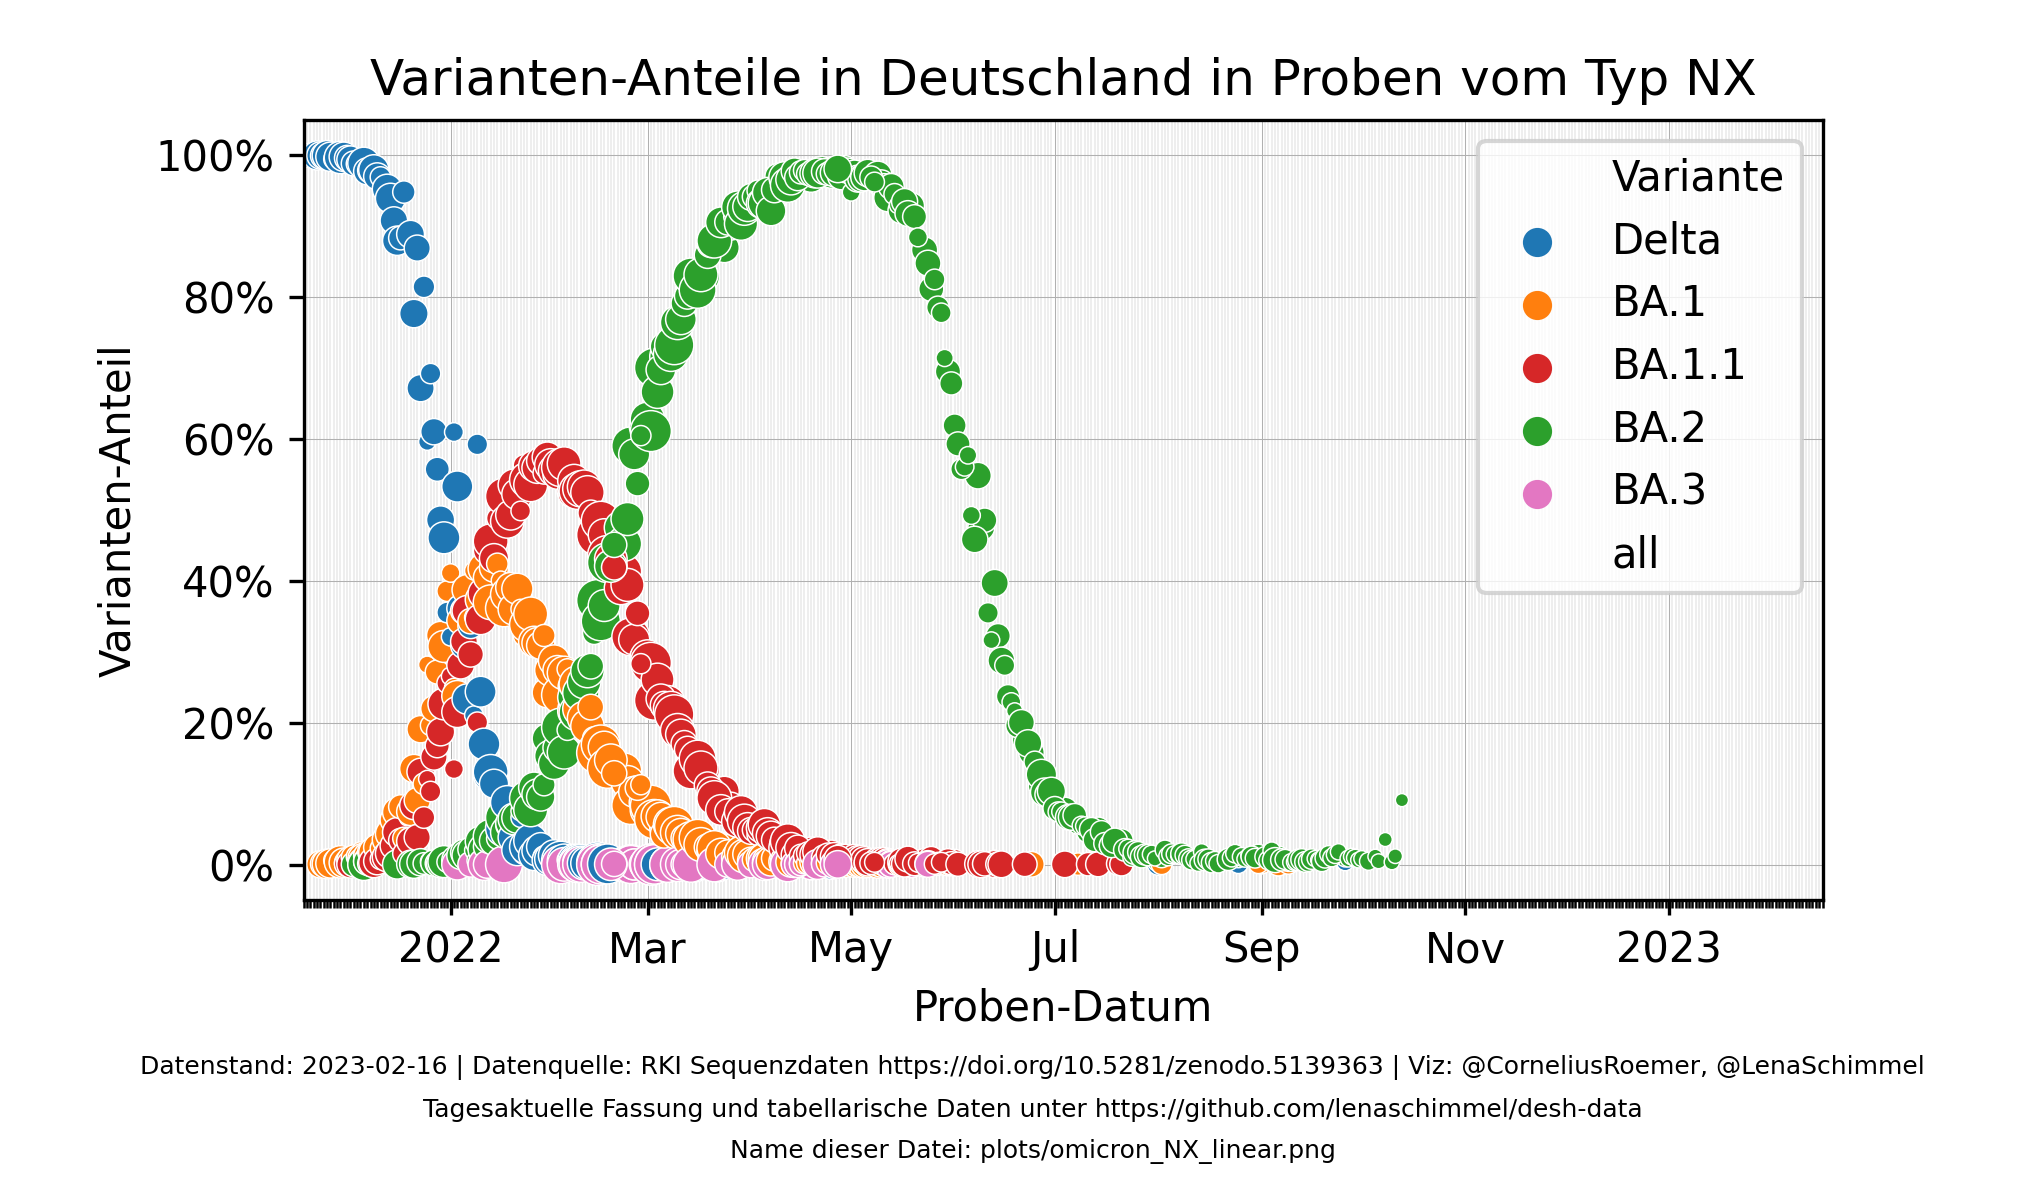 Varianten-Anteile in Deutschland in Proben vom Typ NX
100%
80%
60%
40%
20%
0%
Varianten-Anteil
Variante
Delta
BA.1
BA.1.1
BA.2
BA.3
all
2022
Mar
May
Jul
Sep
Nov
2023
Proben-Datum
Datenstand: 2023-02-16 | Datenquelle: RKI Sequenzdaten https://doi.org/10.5281/zenodo.5139363 | Viz: @CorneliusRoemer, @LenaSchimmel
Tagesaktuelle Fassung und tabellarische Daten unter https://github.com/lenaschimmel/desh-data
Name dieser Datei: plots/omicron_NX_linear.png